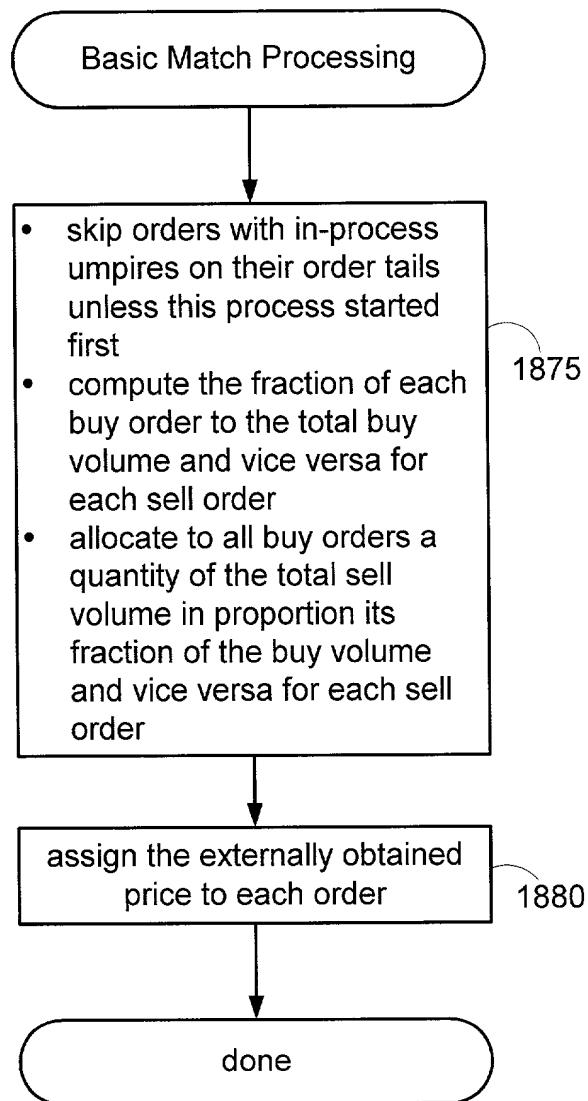 Basic Match Processing
• skip orders with in-process
umpires on their order tails
unless this process started
first
• compute the fraction of each
buy order to the total buy
volume and vice versa for
each sell order
• allocate to all buy orders a
quantity of the total sell
volume in proportion its
fraction of the buy volume
and vice versa for each sell
order
1875
assign the externally obtained
price to each order
1880
done